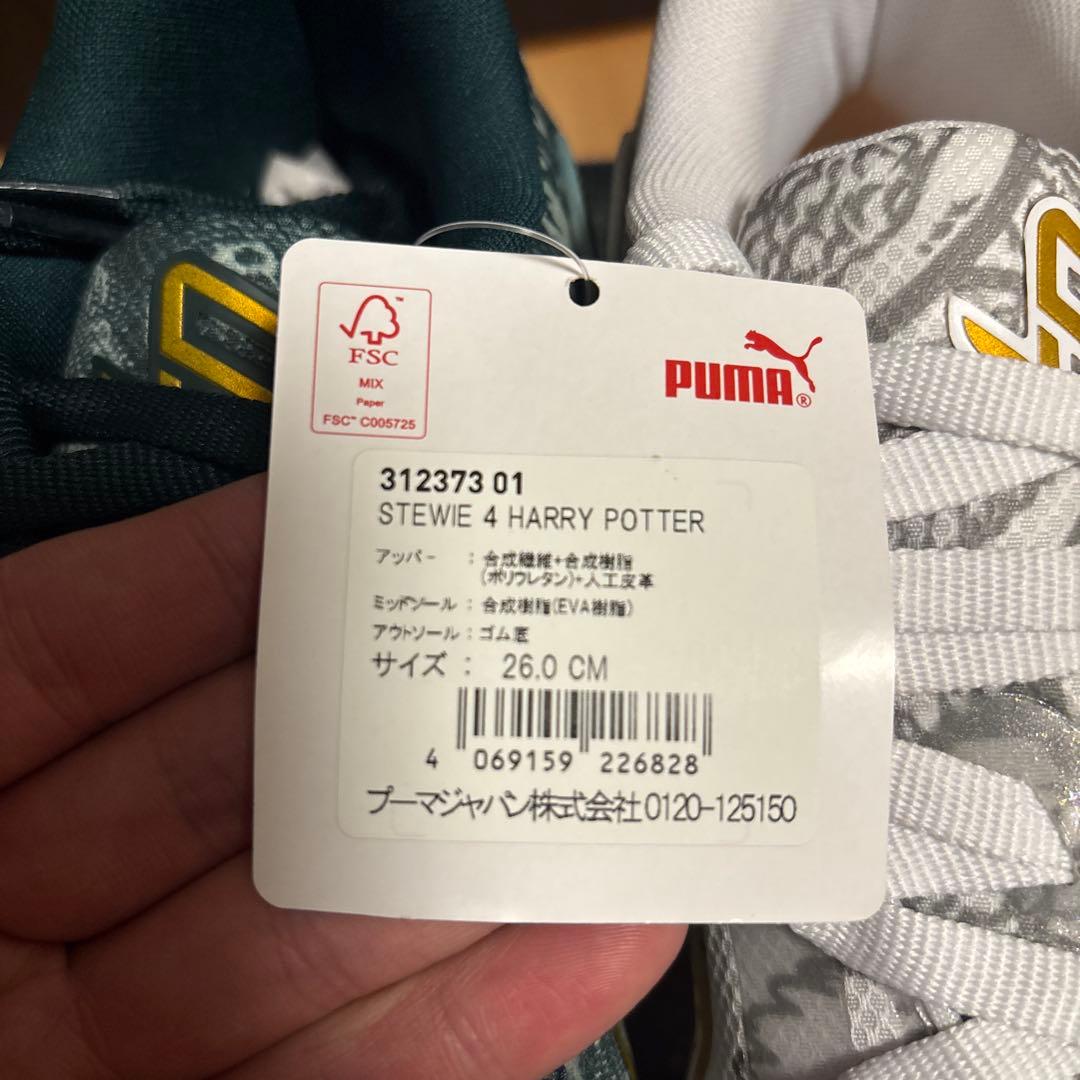 FSC™
MIX
Paper
FSC™ C005725
PUMA®
312373 01
STEWIE 4 HARRY POTTER
アッパー : 合成繊維+合成樹脂
(ポリウレタン)+人工皮革
ミッドソール : 合成樹脂(EVA樹脂)
アウトソール : ゴム底
サイズ : 26.0 CM
4 069159 226828
プーマジャパン株式会社0120-125150